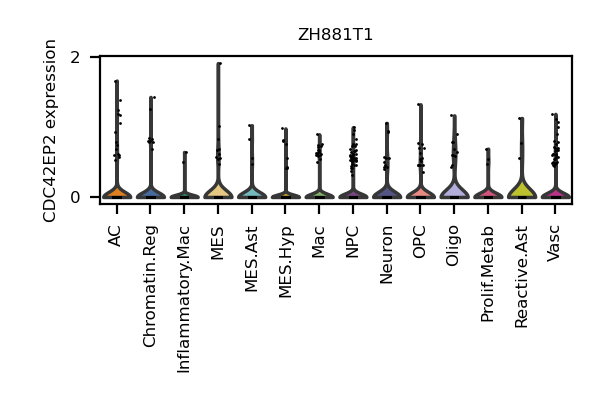 ZH881T1
CDC42EP2 expression
2
0
AC
Chromatin.Reg
Inflammatory.Mac
MES
MES.Ast
MES.Hyp
Mac
NPC
Neuron
OPC
Oligo
Prolif.Metab
Reactive.Ast
Vasc